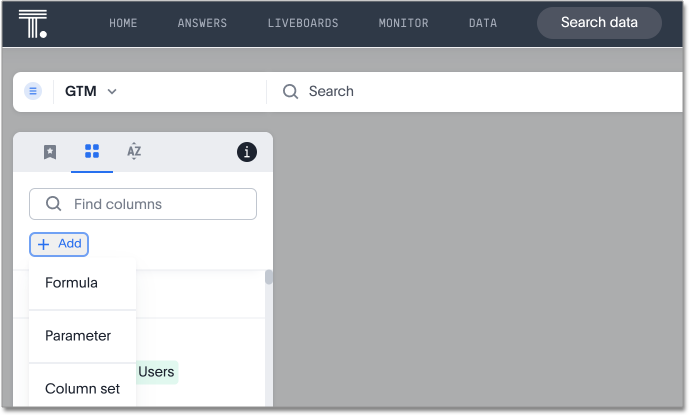 T.
HOME ANSWERS LIVEBOARDS MONITOR DATA Search data
GTM Search
AZ i
Find columns
+ Add
Formula
Parameter
Users
Column set